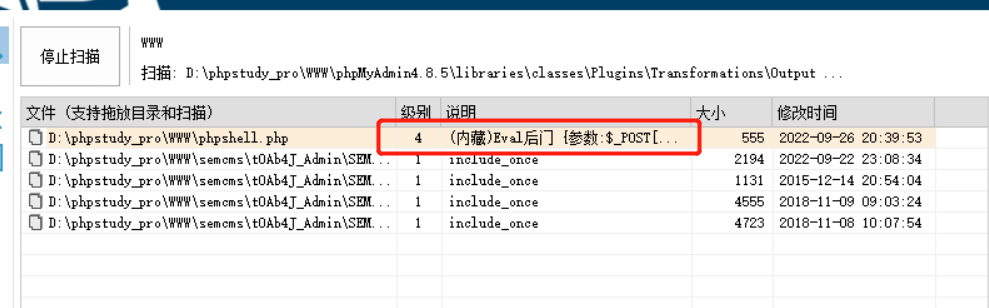 停止扫描
www
扫描: D:\phpstudy_pro\WWW\phpMyAdmin4.8.5\libraries\classes\Plugins\Transformations\Output ...
文件（支持拖放目录和扫描） 级别 说明 大小 修改时间
D:\phpstudy_pro\WWW\phpshell.php 4 (内藏)Eval后门 {参数:$_POST[... 555 2022-09-26 20:39:53
D:\phpstudy_pro\WWW\semcms\tOAb4J_Admin\SEM... 1 include_once 2194 2022-09-22 23:08:34
D:\phpstudy_pro\WWW\semcms\tOAb4J_Admin\SEM... 1 include_once 1131 2015-12-14 20:54:04
D:\phpstudy_pro\WWW\semcms\tOAb4J_Admin\SEM... 1 include_once 4555 2018-11-09 09:03:24
D:\phpstudy_pro\WWW\semcms\tOAb4J_Admin\SEM... 1 include_once 4723 2018-11-08 10:07:54